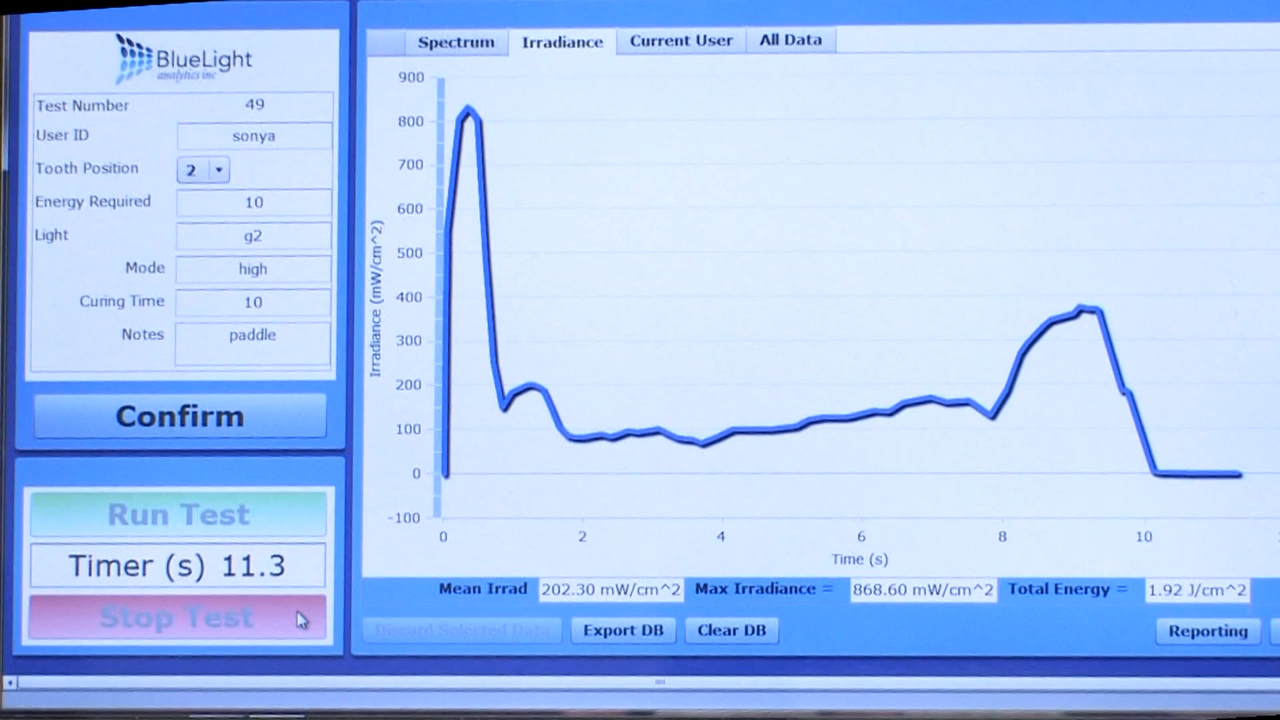 BlueLight
analytics inc
Test Number 49
User ID sonya
Tooth Position 2
Energy Required 10
Light g2
Mode high
Curing Time 10
Notes paddle
Confirm
Run Test
Timer (s) 11.3
Stop Test
Spectrum Irradiance Current User All Data
900
800
700
600
500
400
300
200
100
0
-100
Irradiance (mW/cm^2)
0 2 4 6 8 10
Time (s)
Mean Irrad 202.30 mW/cm^2 Max Irradiance = 868.60 mW/cm^2 Total Energy = 1.92 J/cm^2
Discard Selected Data Export DB Clear DB Reporting